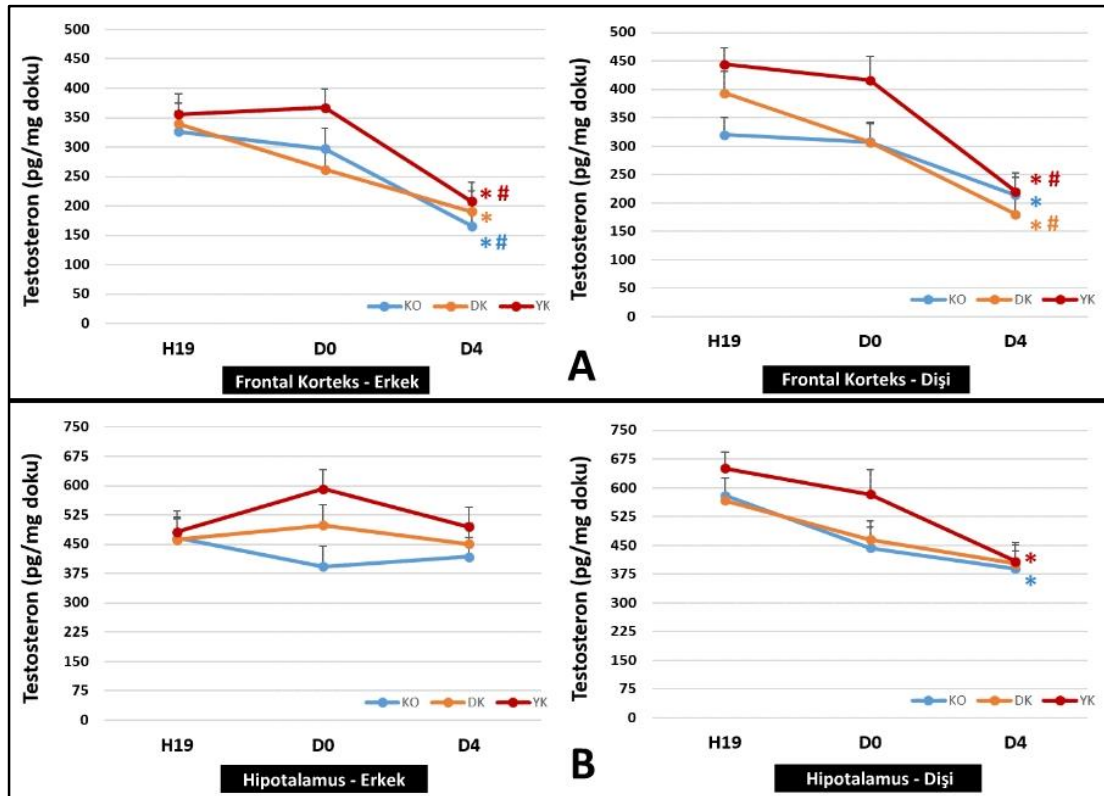 Testosteron (pg/mg doku)
500
450
400
350
300
250
200
150
100
50
0
* #
*
* #
KO DK YK
H19 D0 D4
Frontal Korteks - Erkek
A
Testosteron (pg/mg doku)
500
450
400
350
300
250
200
150
100
50
0
* #
*
* #
KO DK YK
H19 D0 D4
Frontal Korteks - Dişi
Testosteron (pg/mg doku)
750
675
600
525
450
375
300
225
150
75
0
KO DK YK
H19 D0 D4
Hipotalamus - Erkek
B
Testosteron (pg/mg doku)
750
675
600
525
450
375
300
225
150
75
0
*
*
KO DK YK
H19 D0 D4
Hipotalamus - Dişi